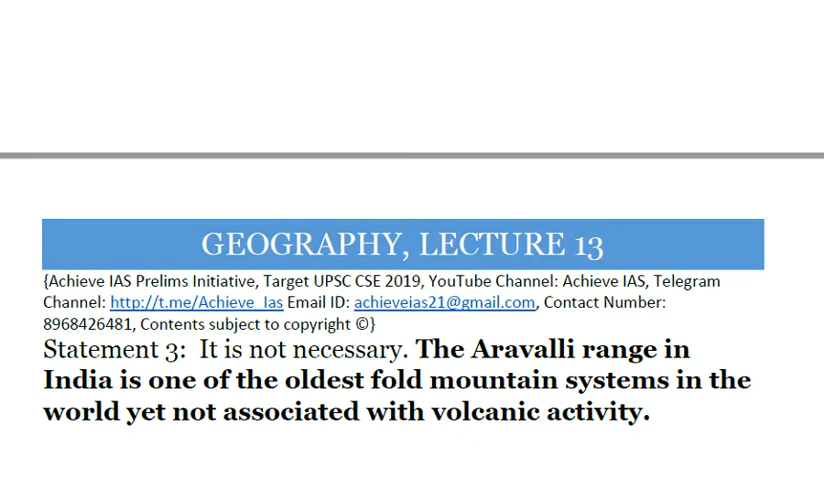 GEOGRAPHY, LECTURE 13
{Achieve IAS Prelims Initiative, Target UPSC CSE 2019, YouTube Channel: Achieve IAS, Telegram
Channel: http://t.me/Achieve_Ias Email ID: achieveias21@gmail.com, Contact Number:
8968426481, Contents subject to copyright ©}
Statement 3:  It is not necessary. The Aravalli range in
India is one of the oldest fold mountain systems in the
world yet not associated with volcanic activity.